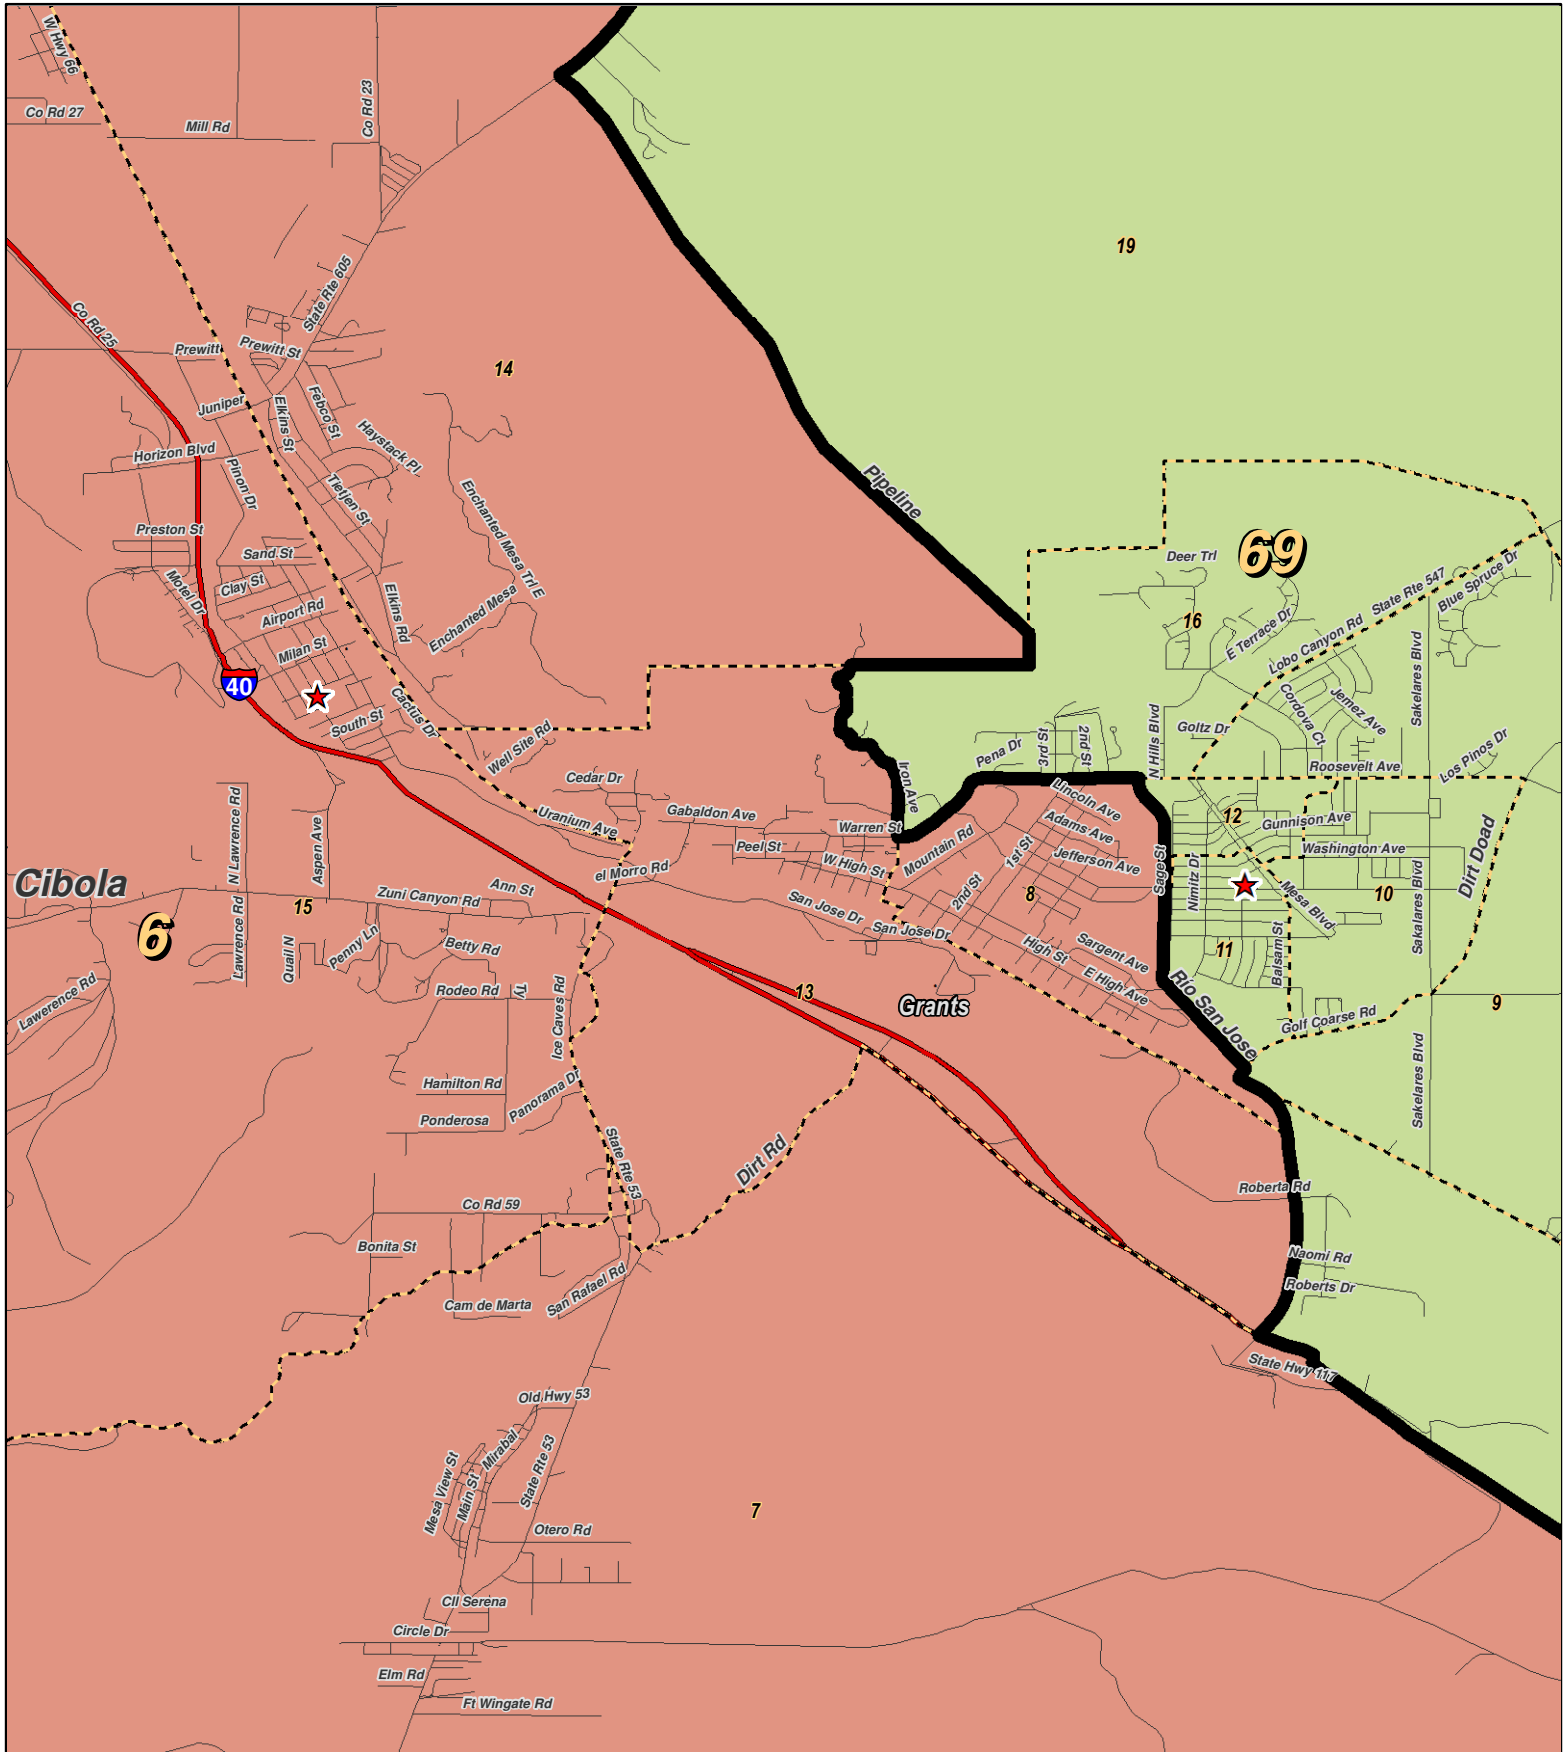 W Hwy 66
Co Rd 27
Mill Rd
Co Rd 23
19
State Rte 605
Co Rd 25
Prewitt
Prewitt St
14
Juniper
Elkins St
Febco St
Haystack Pl
Horizon Blvd
Pinon Dr
Tietjen St
Enchanted Mesa Trl E
Pipeline
Preston St
Sand St
Motel Dr
Clay St
Airport Rd
Elkins Rd
Enchanted Mesa
Milan St
40
South St
Cactus Dr
Well Site Rd
69
Deer Trl
16
State Rte 547
Blue Spruce Dr
E Terrace Dr
Lobo Canyon Rd
Sakelares Blvd
Cordova Ct
Jemez Ave
N Hills Blvd
Goltz Dr
Roosevelt Ave
Los Pinos Dr
Pena Dr
3rd St
2nd St
Iron Ave
Cedar Dr
Uranium Ave
Gabaldon Ave
Warren St
Peel St
W High St
Mountain Rd
Lincoln Ave
Adams Ave
Jefferson Ave
1st St
2nd St
8
Sage St
12
Gunnison Ave
Washington Ave
Nimitz Dr
Mesa Blvd
10
Sakalares Blvd
Dirt Doad
N Lawrence Rd
Aspen Ave
el Morro Rd
Cibola
Zuni Canyon Rd
Ann St
15
6
Lawrence Rd
Quail N
Penny Ln
Betty Rd
San Jose Dr
San Jose Dr
High St
Sargent Ave
E High Ave
11
Balsam St
Rio San Jose
Golf Coarse Rd
9
Sakelares Blvd
Lawerence Rd
Rodeo Rd
Ty
Ice Caves Rd
13
Grants
Hamilton Rd
Panorama Dr
Ponderosa
State Rte 53
Dirt Rd
Roberta Rd
Co Rd 59
Bonita St
Naomi Rd
Roberts Dr
Cam de Marta
San Rafael Rd
State Hwy 117
Old Hwy 53
Mirabal
Mesa View St
Main St
State Rte 53
Otero Rd
7
Cll Serena
Circle Dr
Elm Rd
Ft Wingate Rd